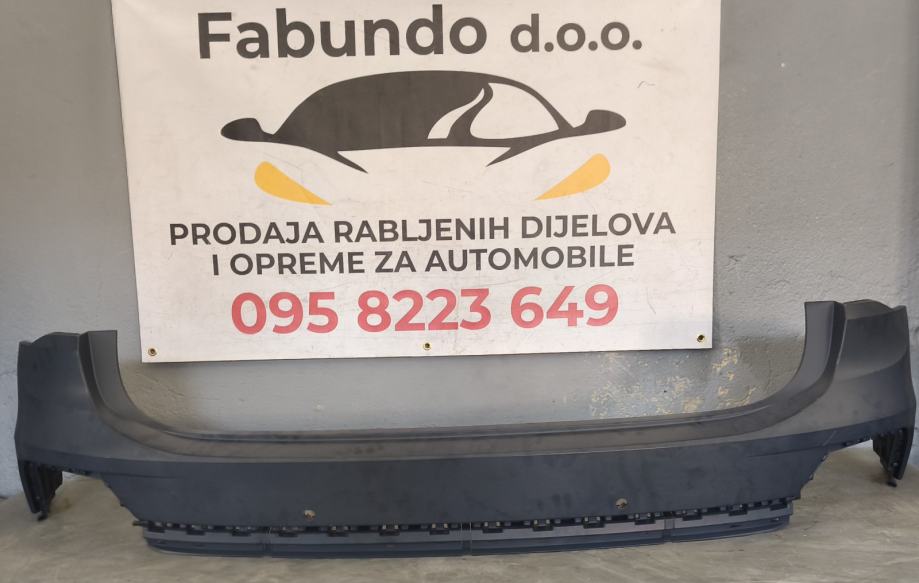 Fabundo d.o.o.
PRODAJA RABLJENIH DIJELOVA
I OPREME ZA AUTOMOBILE
095 8223 649